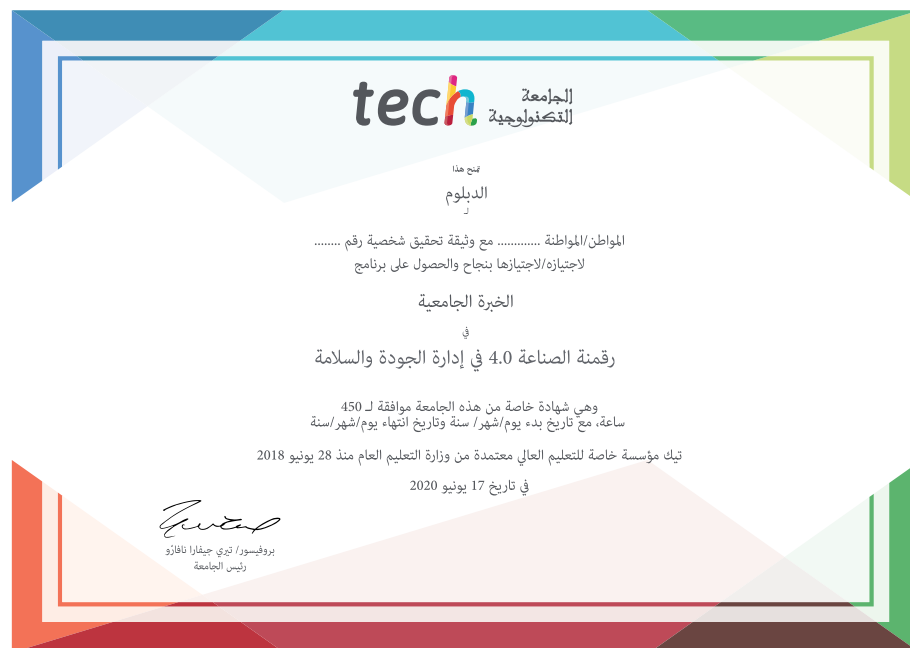 tech الجامعة
التكنولوجية
تمنح هذا
الدبلوم
لـ
المواطن/المواطنة ............ مع وثيقة تحقيق شخصية رقم ........
لاجتيازه/لاجتيازها بنجاح والحصول على برنامج
الخبرة الجامعية
في
رقمنة الصناعة 4.0 في إدارة الجودة والسلامة
وهي شهادة خاصة من هذه الجامعة موافقة لـ 450
ساعة، مع تاريخ بدء يوم/شهر/ سنة وتاريخ انتهاء يوم/شهر/سنة
تيك مؤسسة خاصة للتعليم العالي معتمدة من وزارة التعليم العام منذ 28 يونيو 2018
في تاريخ 17 يونيو 2020
بروفيسور/ تيري جيفارا نافارّو
رئيس الجامعة